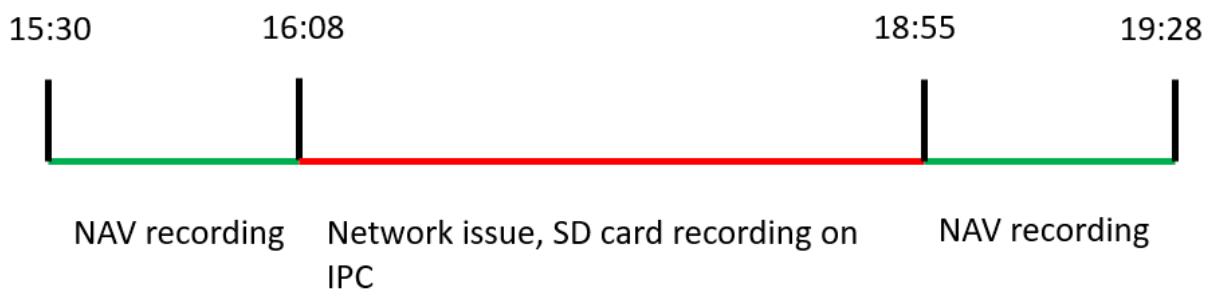 15:30 16:08 18:55 19:28
NAV recording Network issue, SD card recording on NAV recording
IPC